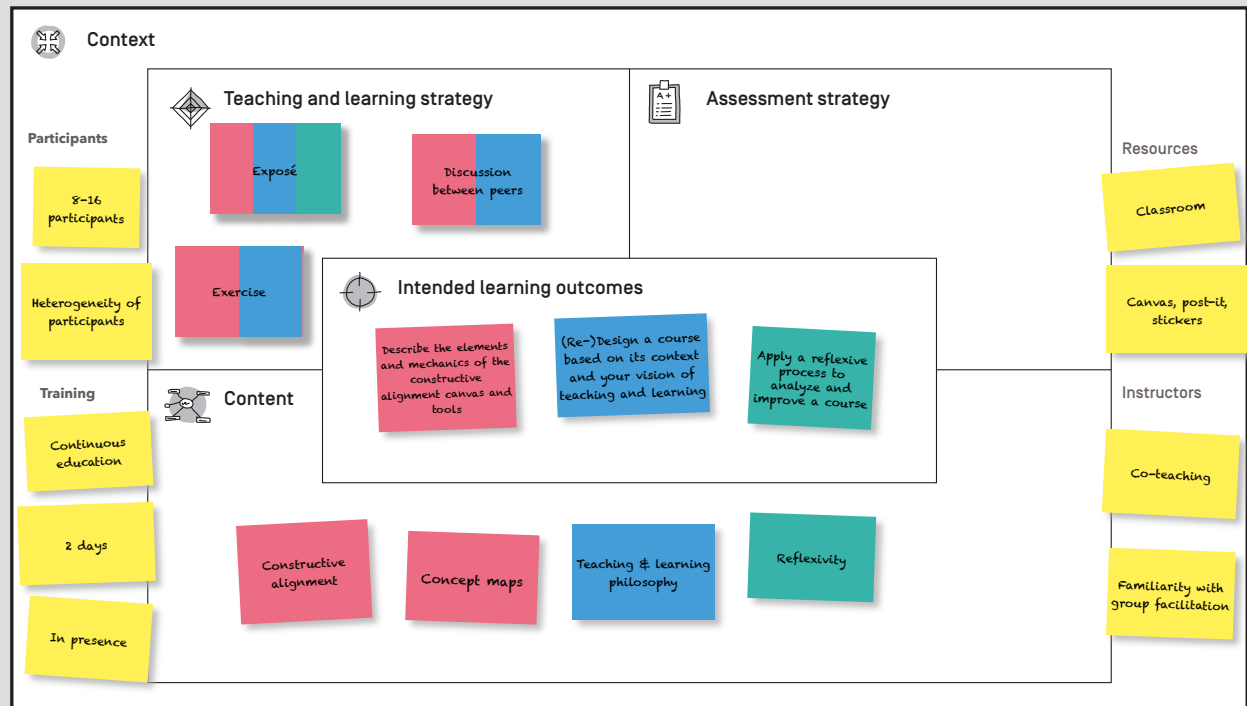 Context
Teaching and learning strategy
Assessment strategy
Participants
8-16
participants
Heterogeneity of
participants
Training
Continuous
education
2 days
In presence
Exposé
Discussion
between peers
Exercise
A+
Intended learning outcomes
Describe the elements
and mechanics of the
constructive
alignment canvas and
tools
(Re-)Design a course
based on its context
and your vision of
teaching and learning
Apply a reflexive
process to
analyze and
improve a course
Content
Constructive
alignment
Concept maps
Teaching & learning
philosophy
Reflexivity
Resources
Classroom
Canvas, post-it,
stickers
Instructors
Co-teaching
Familiarity with
group facilitation